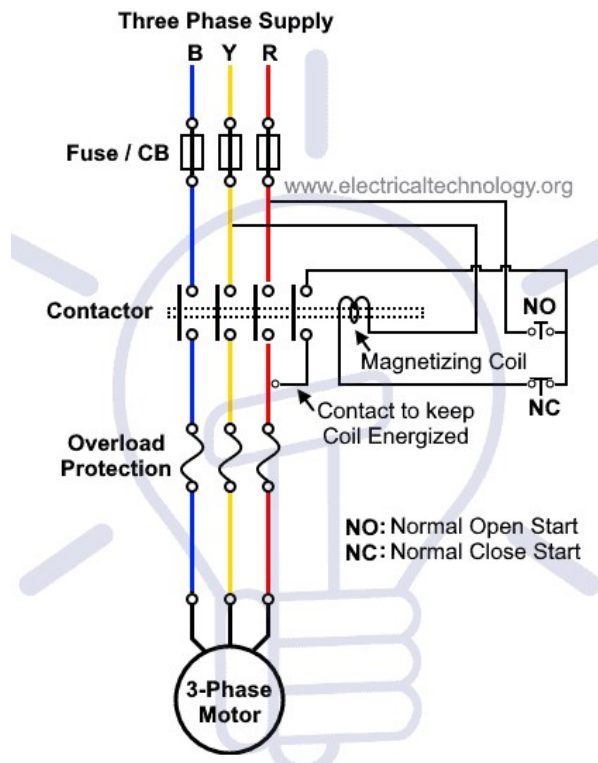 Three Phase Supply
B Y R
Fuse / CB
www.electricaltechnology.org
Contactor
NO
Magnetizing Coil
NC
Contact to keep
Coil Energized
Overload
Protection
NO: Normal Open Start
NC: Normal Close Start
3-Phase
Motor